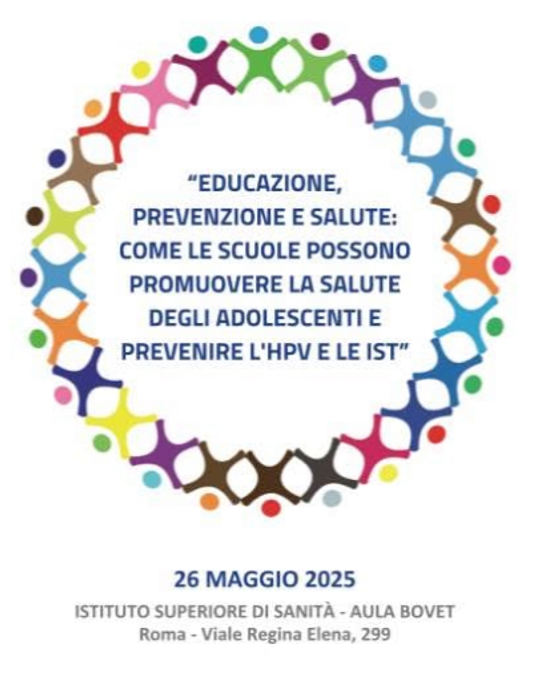 “EDUCAZIONE,
PREVENZIONE E SALUTE:
COME LE SCUOLE POSSONO
PROMUOVERE LA SALUTE
DEGLI ADOLESCENTI E
PREVENIRE L'HPV E LE IST”
26 MAGGIO 2025
ISTITUTO SUPERIORE DI SANITÀ - AULA BOVET
Roma - Viale Regina Elena, 299